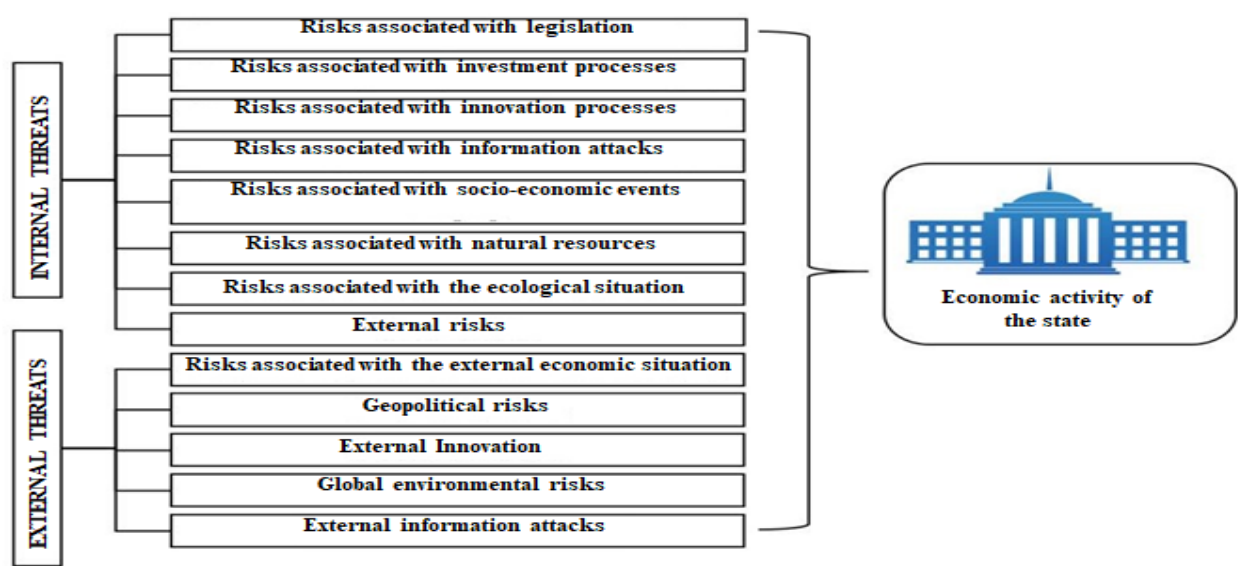 INTERNAL THREATS
Risks associated with legislation
Risks associated with investment processes
Risks associated with innovation processes
Risks associated with information attacks
Risks associated with socio-economic events
Risks associated with natural resources
Risks associated with the ecological situation
External risks
EXTERNAL THREATS
Risks associated with the external economic situation
Geopolitical risks
External Innovation
Global environmental risks
External information attacks
Economic activity of
the state